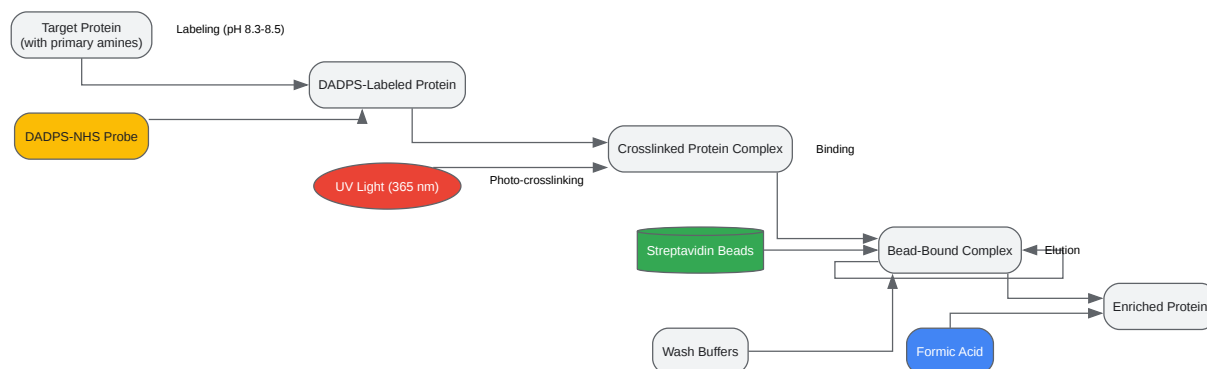 Target Protein
(with primary amines)
Labeling (pH 8.3-8.5)
DADPS-Labeled Protein
DADPS-NHS Probe
Crosslinked Protein Complex
Binding
UV Light (365 nm)
Photo-crosslinking
Streptavidin Beads
Bead-Bound Complex
Elution
Enriched Protein
Wash Buffers
Formic Acid